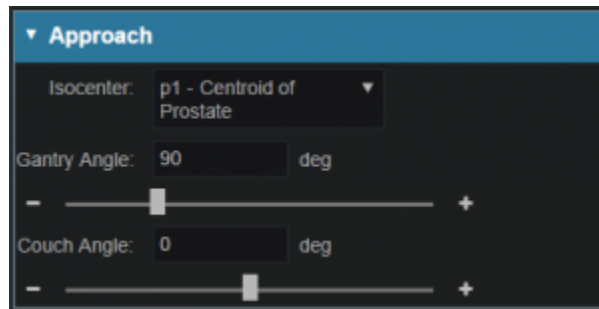 ▼ Approach
Isocenter: p1 - Centroid of ▼
Prostate
Gantry Angle: 90 deg
- +
Couch Angle: 0 deg
- +